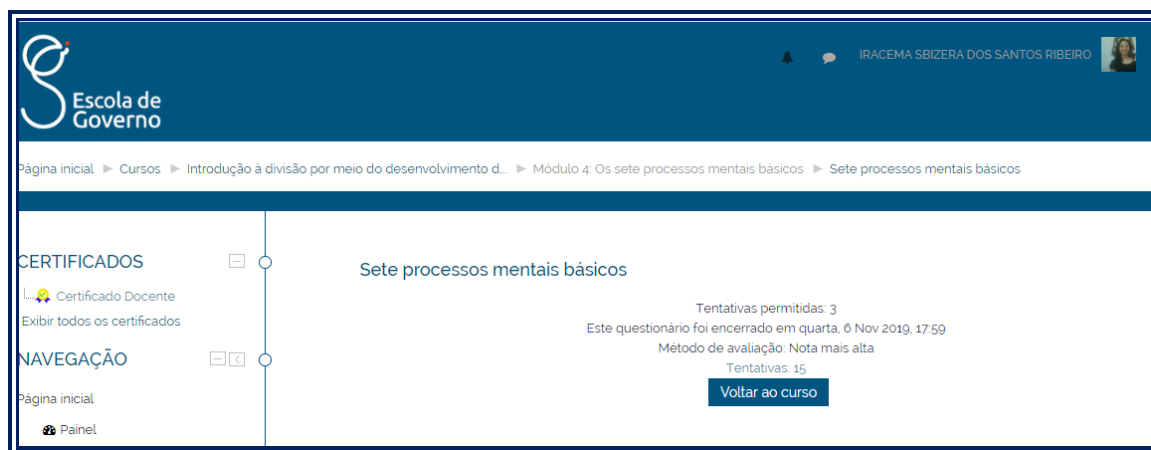 Escola de
Governo
IRACEMA SBIZERA DOS SANTOS RIBEIRO
Página inicial ► Cursos ► Introdução à divisão por meio do desenvolvimento d... ► Módulo 4: Os sete processos mentais básicos ► Sete processos mentais básicos
CERTIFICADOS
Certificado Docente
Exibir todos os certificados
NAVEGAÇÃO
Página inicial
Painel
Sete processos mentais básicos
Tentativas permitidas: 3
Este questionário foi encerrado em quarta, 6 Nov 2019, 17:59
Método de avaliação: Nota mais alta
Tentativas: 15
Voltar ao curso